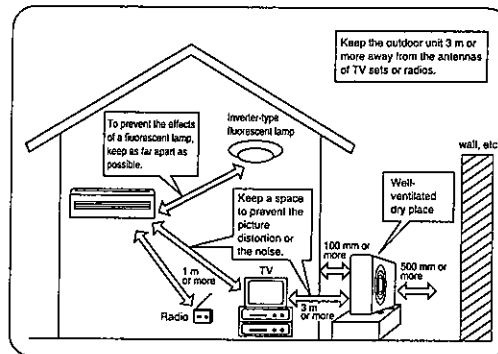 Keep the outdoor unit 3 m or
more away from the antennas
of TV sets or radios.
To prevent the effects
of a fluorescent lamp,
keep as far apart as
possible.
Inverter-type
fluorescent lamp
wall, etc
Keep a space
to prevent the
picture
distortion or
the noise.
Well-
ventilated
dry place
100 mm or
more
500 mm or
more
1 m
or more
TV
3 m
or more
Radio